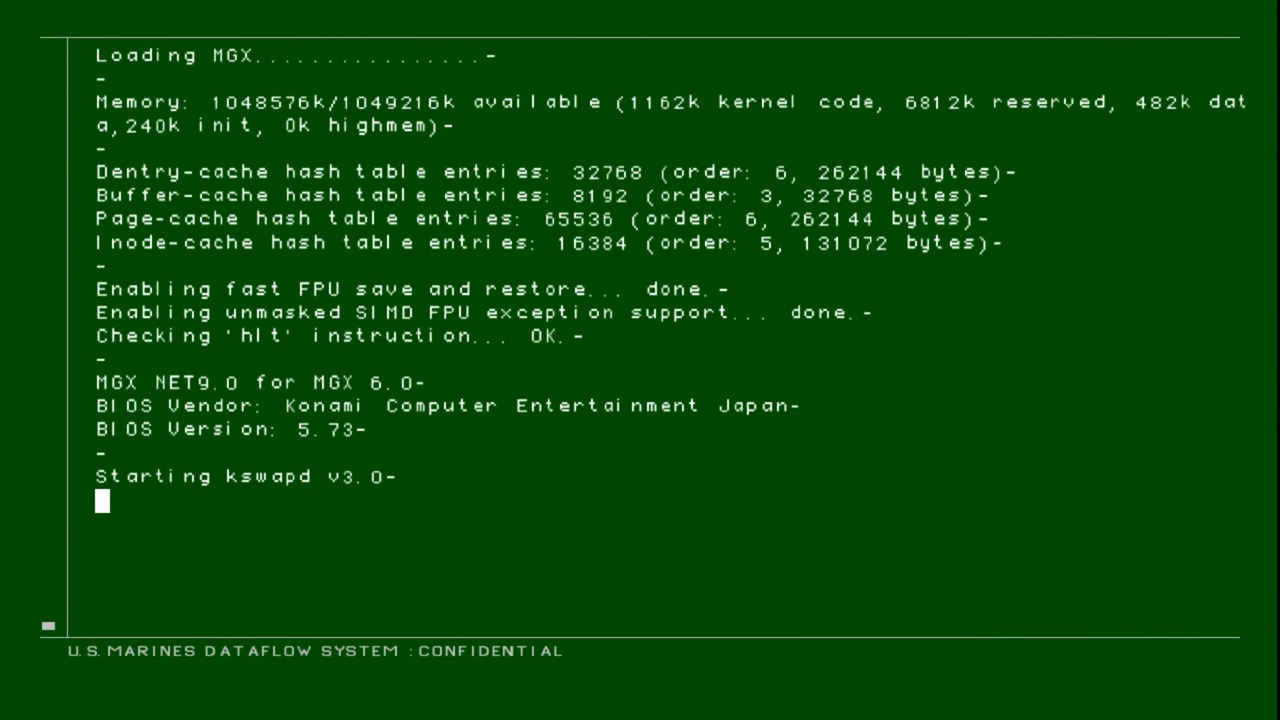 Loading MGX................-
-
Memory: 1048576k/1049216k available (1162k kernel code, 6812k reserved, 482k dat
a,240k init, 0k highmem)-
-
Dentry-cache hash table entries: 32768 (order: 6, 262144 bytes)-
Buffer-cache hash table entries: 8192 (order: 3, 32768 bytes)-
Page-cache hash table entries: 65536 (order: 6, 262144 bytes)-
Inode-cache hash table entries: 16384 (order: 5, 131072 bytes)-
-
Enabling fast FPU save and restore... done.-
Enabling unmasked SIMD FPU exception support... done.-
Checking 'hlt' instruction... OK.-
-
MGX NET9.0 for MGX 6.0-
BIOS Vendor: Konami Computer Entertainment Japan-
BIOS Version: 5.73-
-
Starting kswapd v3.0-
U.S.MARINES DATAFLOW SYSTEM :CONFIDENTIAL